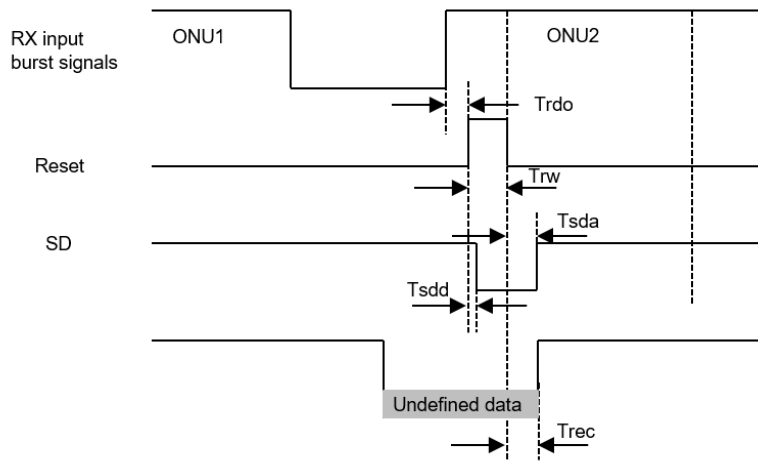 RX input
burst signals
ONU1
ONU2
Trdo
Reset
Trw
Tsda
SD
Tsdd
Undefined data
Trec